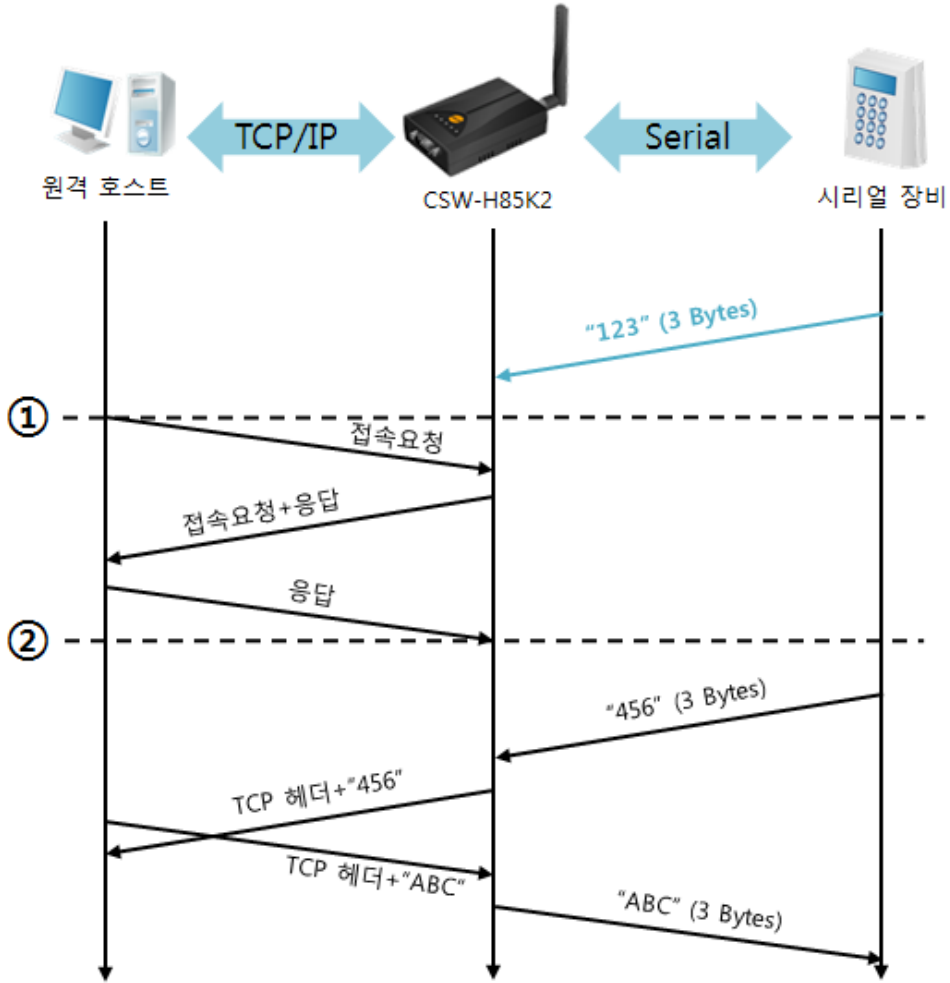 TCP/IP
Serial
원격 호스트
CSW-H85K2
시리얼 장비
“123” (3 Bytes)
①
접속요청
접속요청+응답
응답
②
“456” (3 Bytes)
TCP 헤더+“456”
TCP 헤더+“ABC”
“ABC” (3 Bytes)